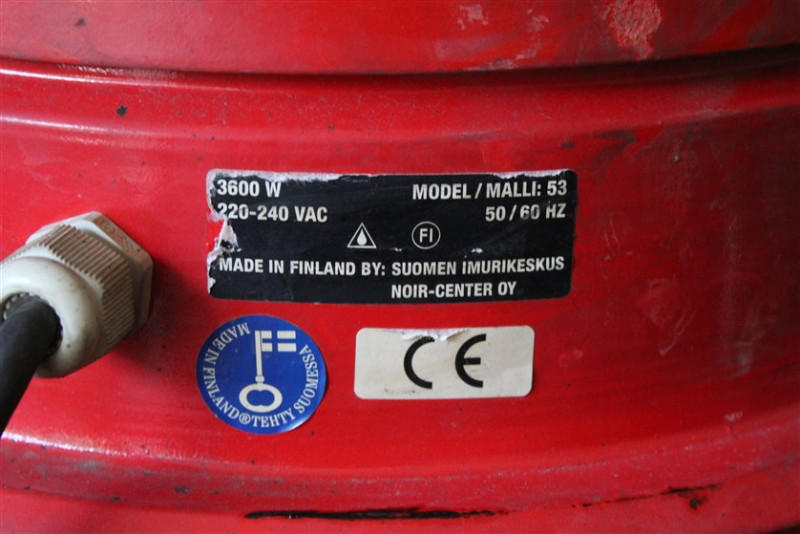 3600 W MODEL / MALLI: 53
220-240 VAC 50 / 60 HZ
FI
MADE IN FINLAND BY: SUOMEN IMURIKESKUS
NOIR-CENTER OY
MADE IN FINLAND®TEHTY SUOMESSA
CE